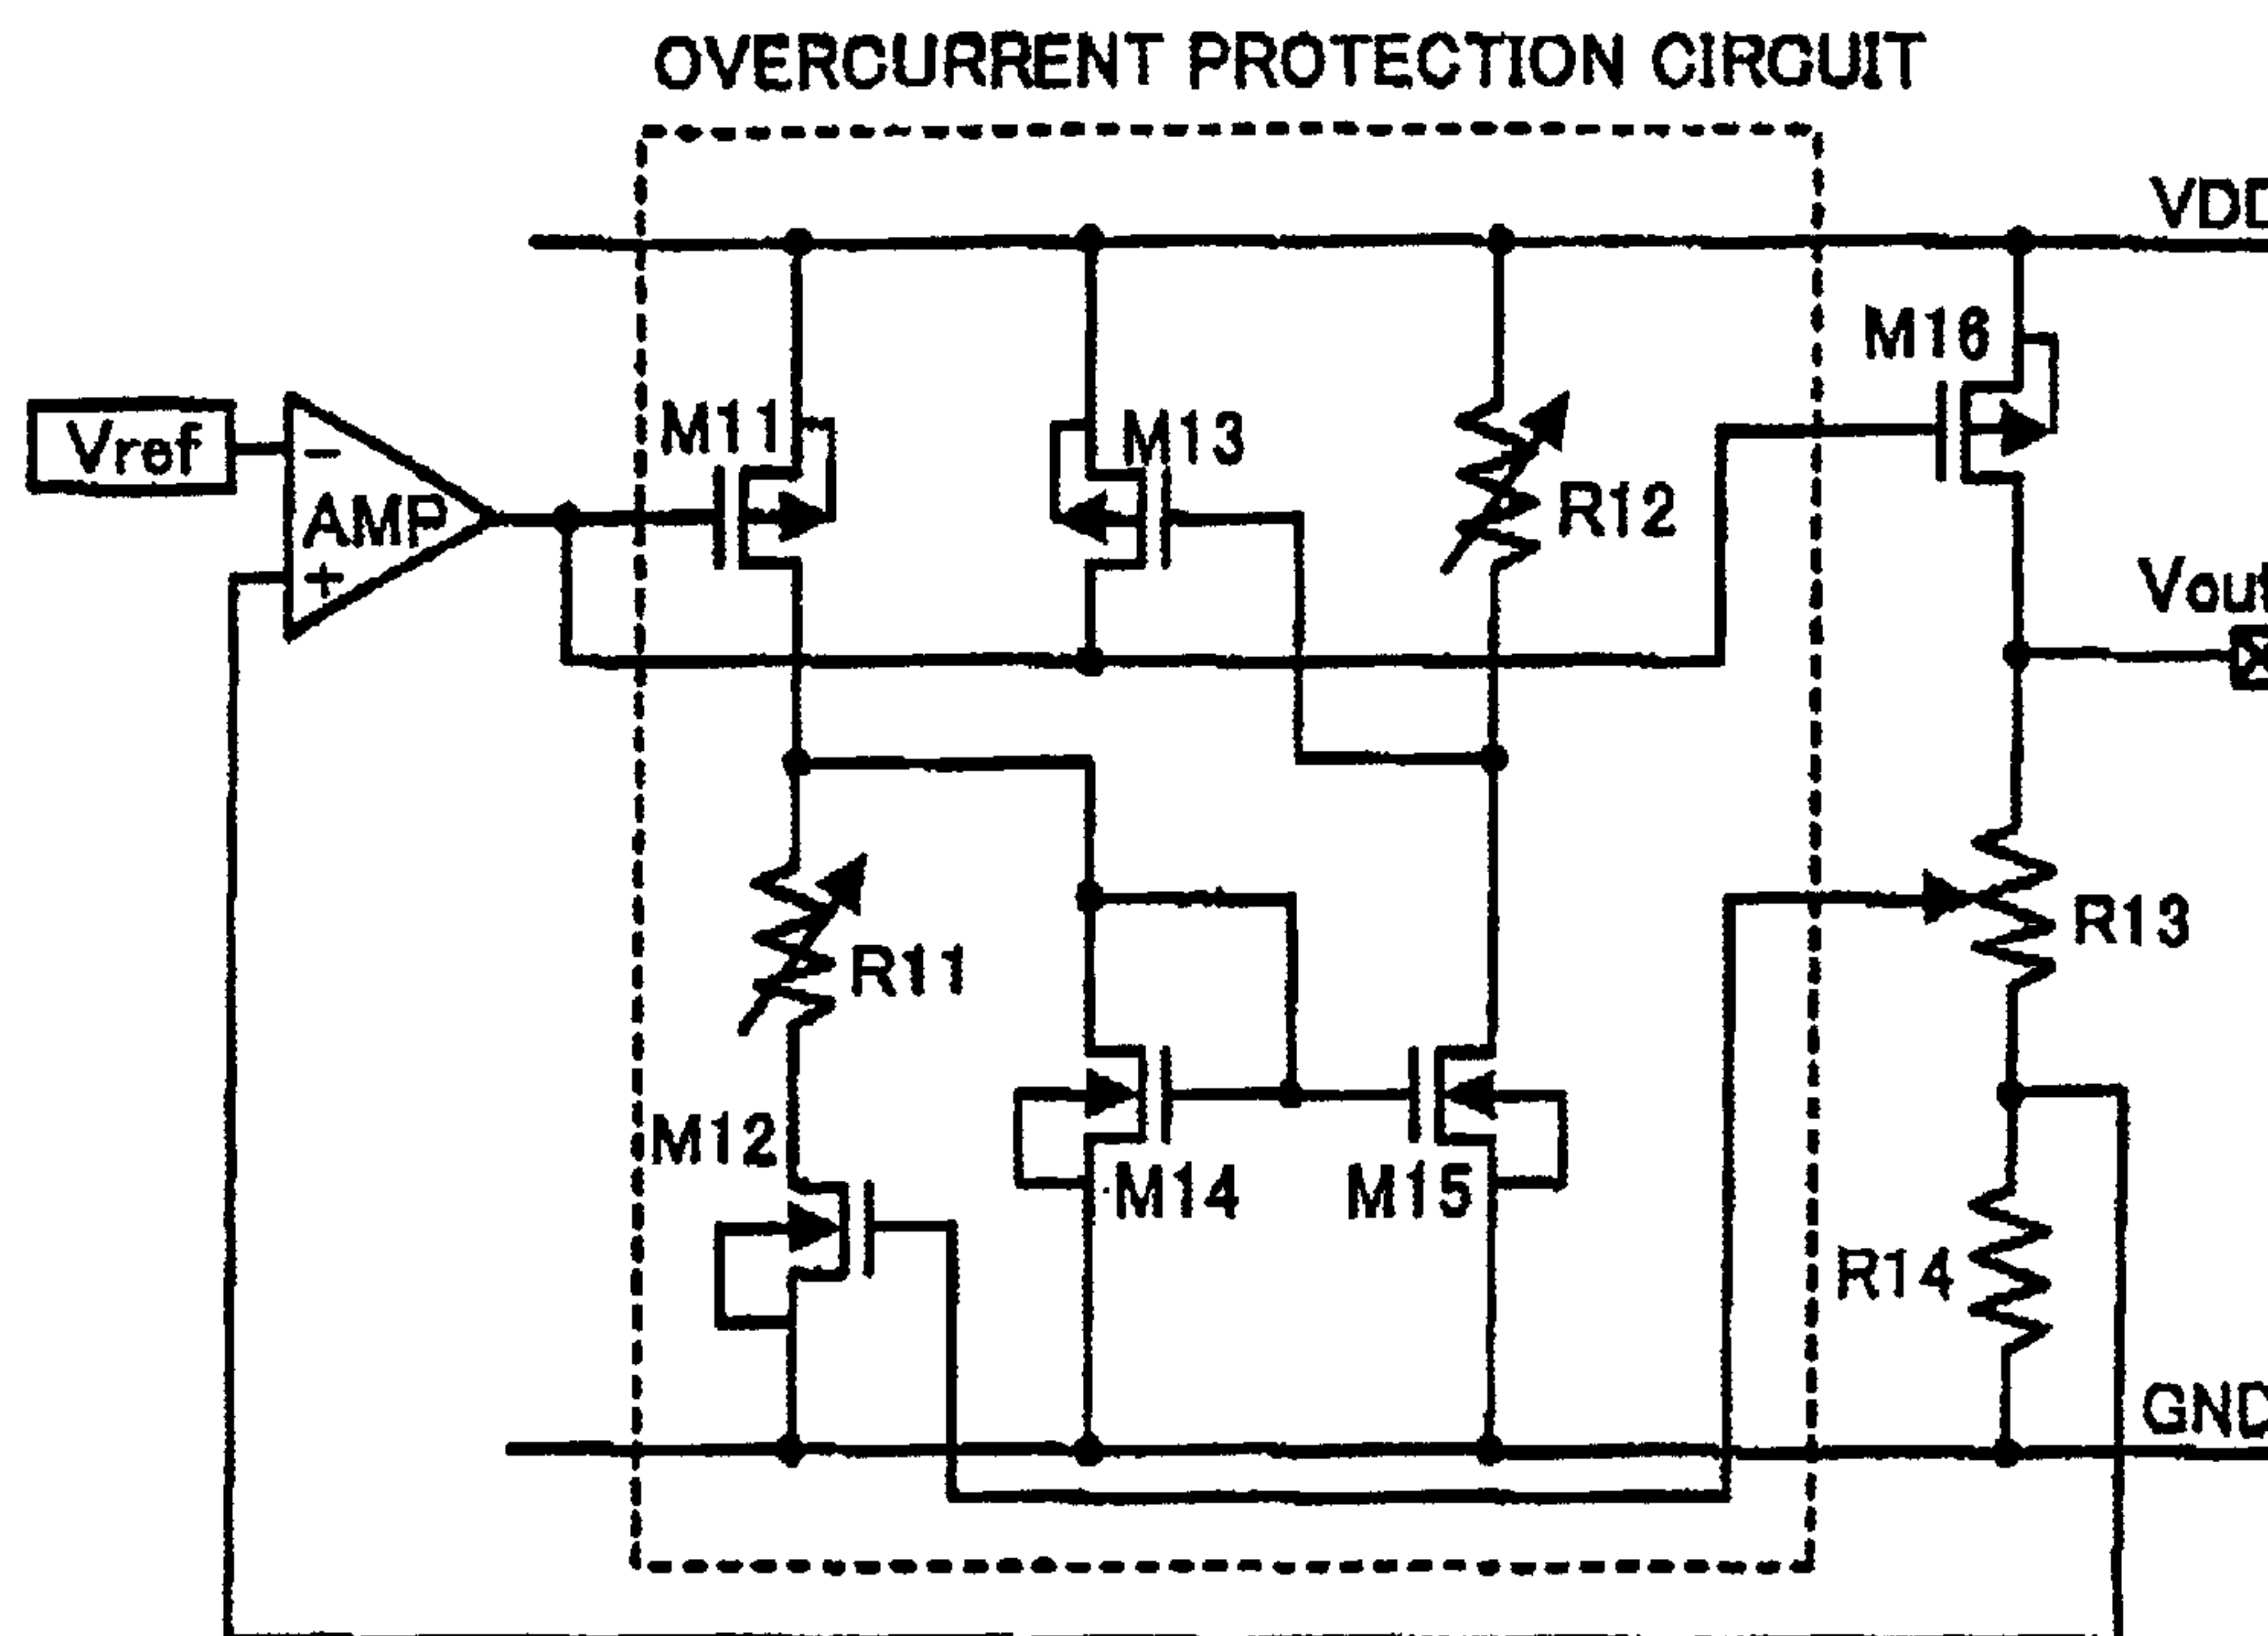 OVERCURRENT PROTECTION CIRCUIT
VDD
M16
M11
M13
Vref
−
AMP
+
R12
Vout
R11
R13
M12
M14
M15
R14
GND